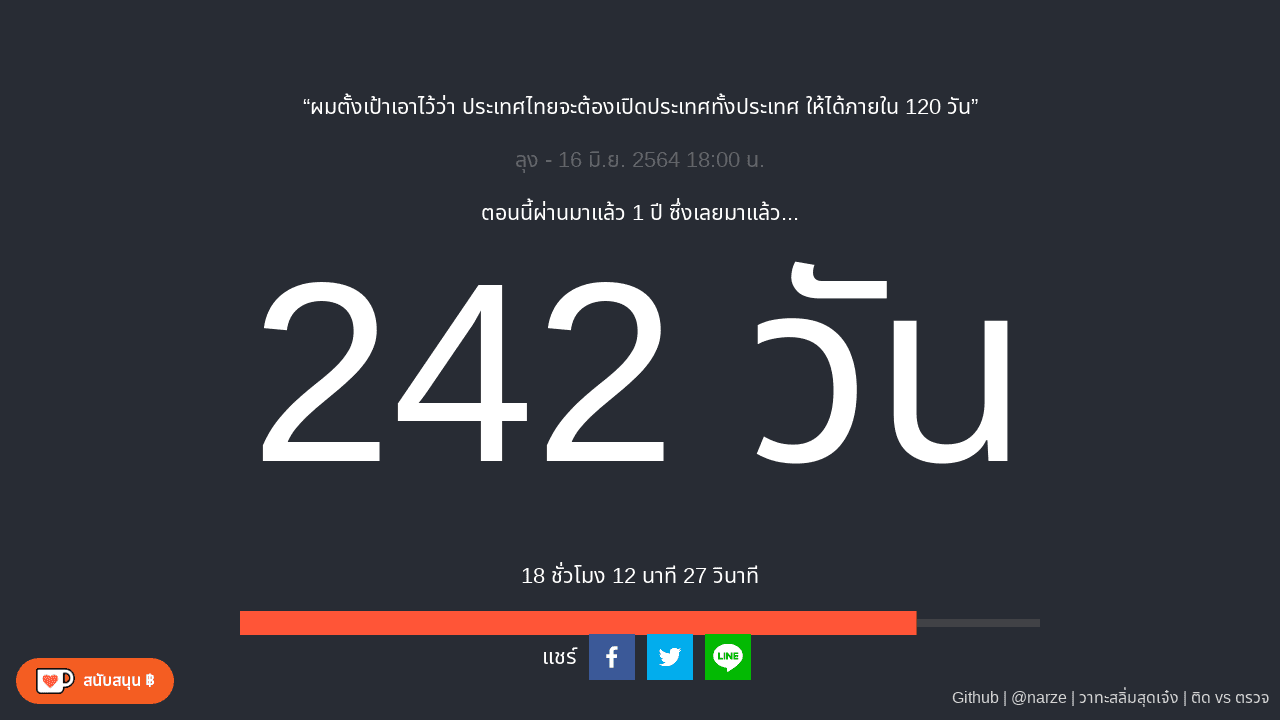 “ผมตั้งเป้าเอาไว้ว่า ประเทศไทยจะต้องเปิดประเทศทั้งประเทศ ให้ได้ภายใน 120 วัน”
ลุง - 16 มิ.ย. 2564 18:00 น.
ตอนนี้ผ่านมาแล้ว 1 ปี ซึ่งเลยมาแล้ว...
242 วัน
18 ชั่วโมง 12 นาที 27 วินาที
แชร์
LINE
สนับสนุน ฿
Github | @narze | วาทะสลิ่มสุดเจ๋ง | ติด vs ตรวจ